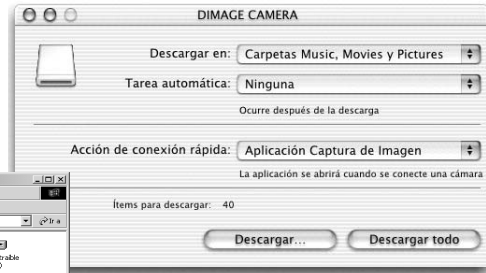 DIMAGE CAMERA
Descargar en: Carpetas Music, Movies y Pictures
Tarea automática: Ninguna
Ocurre después de la descarga
Acción de conexión rápida: Aplicación Captura de Imagen
La aplicación se abrirá cuando se conecte una cámara
Ítems para descargar: 40
Descargar... Descargar todo
Ir a